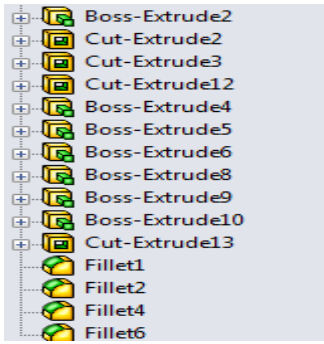 Boss-Extrude2
Cut-Extrude2
Cut-Extrude3
Cut-Extrude12
Boss-Extrude4
Boss-Extrude5
Boss-Extrude6
Boss-Extrude8
Boss-Extrude9
Boss-Extrude10
Cut-Extrude13
Fillet1
Fillet2
Fillet4
Fillet6